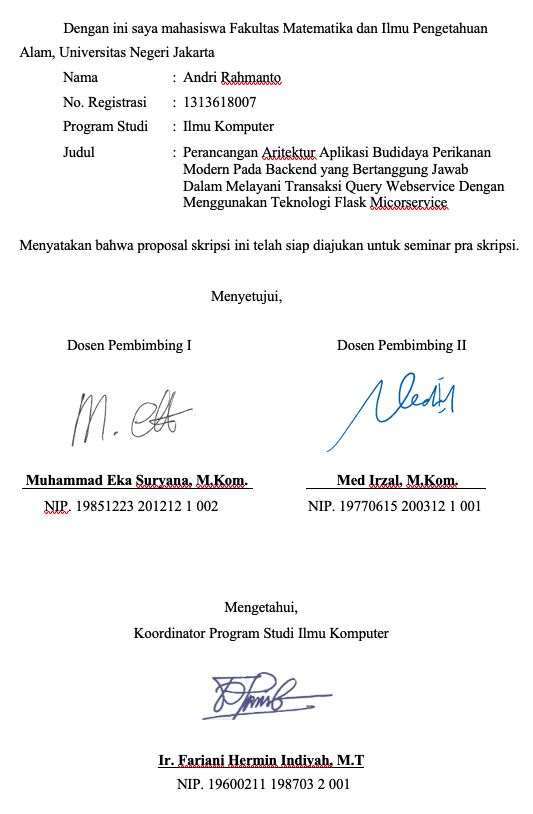 Dengan ini saya mahasiswa Fakultas Matematika dan Ilmu Pengetahuan
Alam, Universitas Negeri Jakarta
Nama : Andri Rahmanto
No. Registrasi : 1313618007
Program Studi : Ilmu Komputer
Judul : Perancangan Aritektur Aplikasi Budidaya Perikanan
Modern Pada Backend yang Bertanggung Jawab
Dalam Melayani Transaksi Query Webservice Dengan
Menggunakan Teknologi Flask Micorservice
Menyatakan bahwa proposal skripsi ini telah siap diajukan untuk seminar pra skripsi.
Menyetujui,
Dosen Pembimbing I Dosen Pembimbing II
Muhammad Eka Suryana, M.Kom. Med Irzal, M.Kom.
NIP. 19851223 201212 1 002 NIP. 19770615 200312 1 001
Mengetahui,
Koordinator Program Studi Ilmu Komputer
Ir. Fariani Hermin Indiyah, M.T
NIP. 19600211 198703 2 001